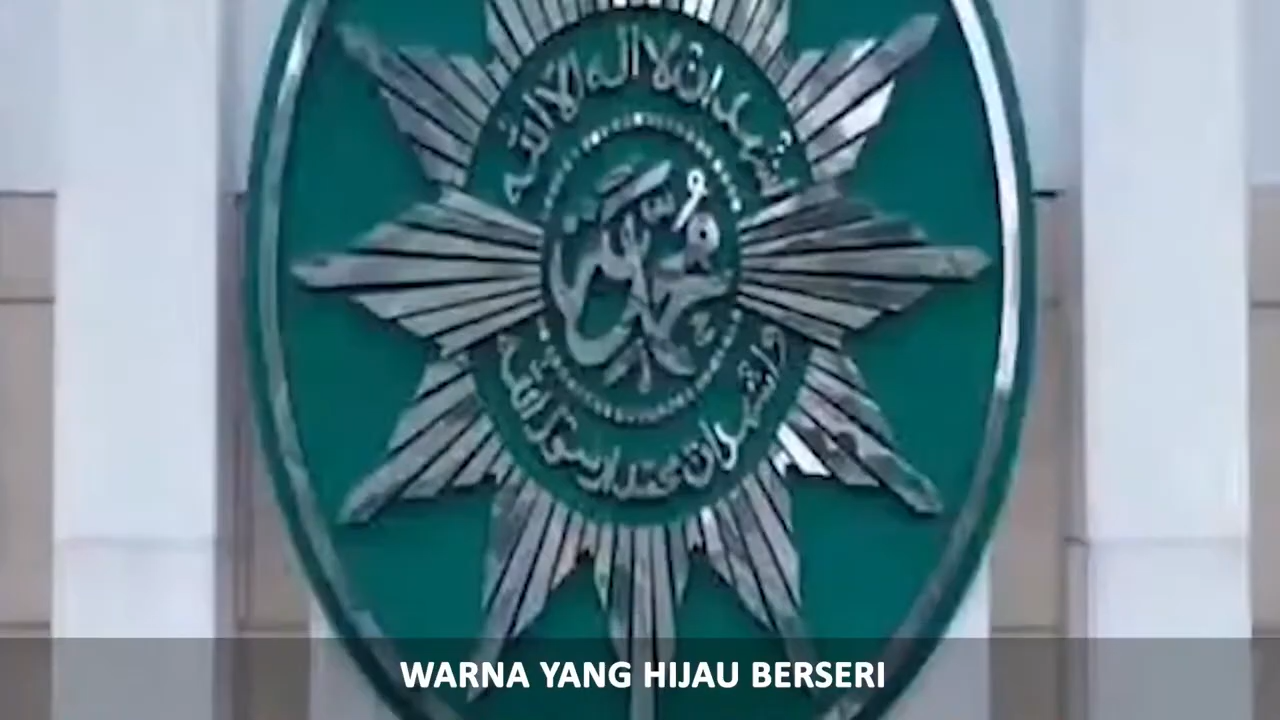 اشهد ان لا اله الا الله
محمدية
واشهد ان محمدا رسول الله
WARNA YANG HIJAU BERSERI